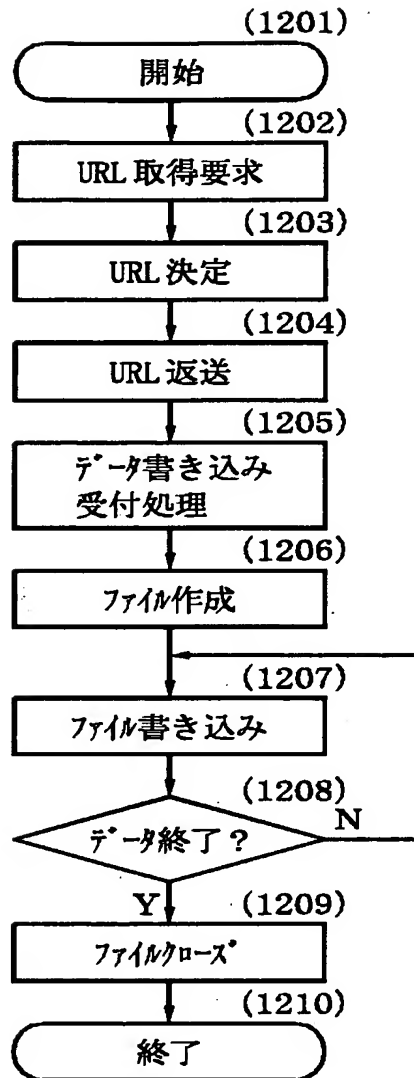 (1201)
開始
(1202)
URL取得要求
(1203)
URL決定
(1204)
URL返送
(1205)
データ書き込み
受付処理
(1206)
ファイル作成
(1207)
ファイル書き込み
(1208)
データ終了?
N
Y
(1209)
ファイルクローズ
(1210)
終了